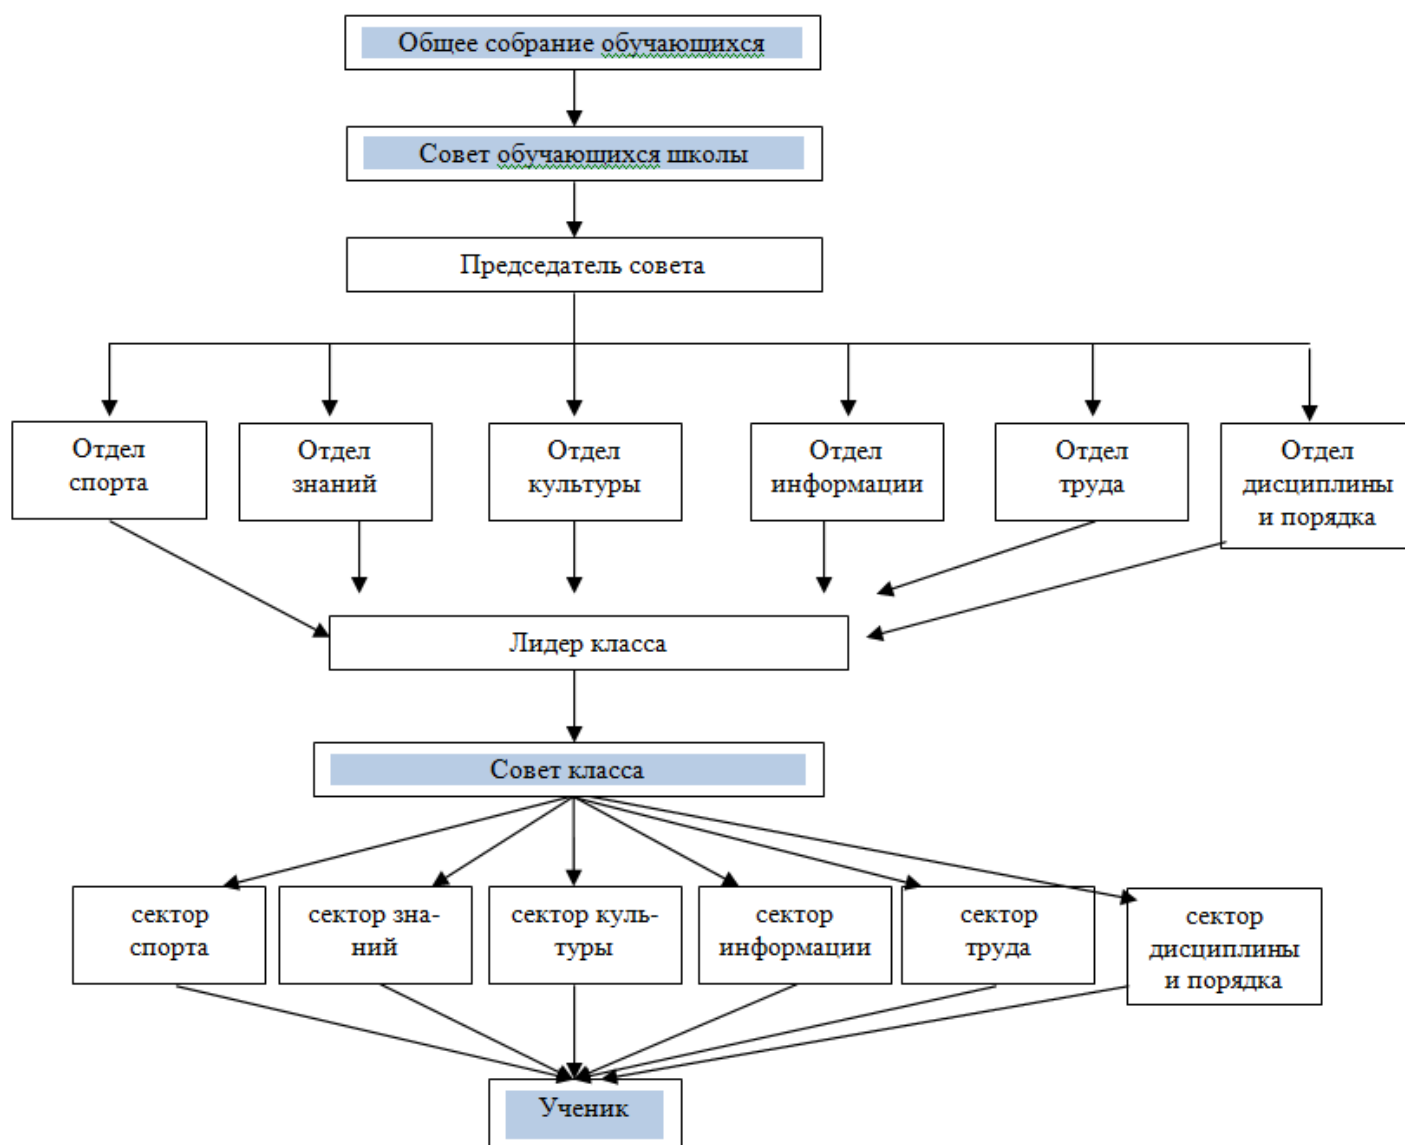 Общее собрание обучающихся
Совет обучающихся школы
Председатель совета
Отдел
спорта
Отдел
знаний
Отдел
культуры
Отдел
информации
Отдел
труда
Отдел
дисциплины
и порядка
Лидер класса
Совет класса
сектор
спорта
сектор зна-
ний
сектор куль-
туры
сектор
информации
сектор
труда
сектор
дисциплины
и порядка
Ученик